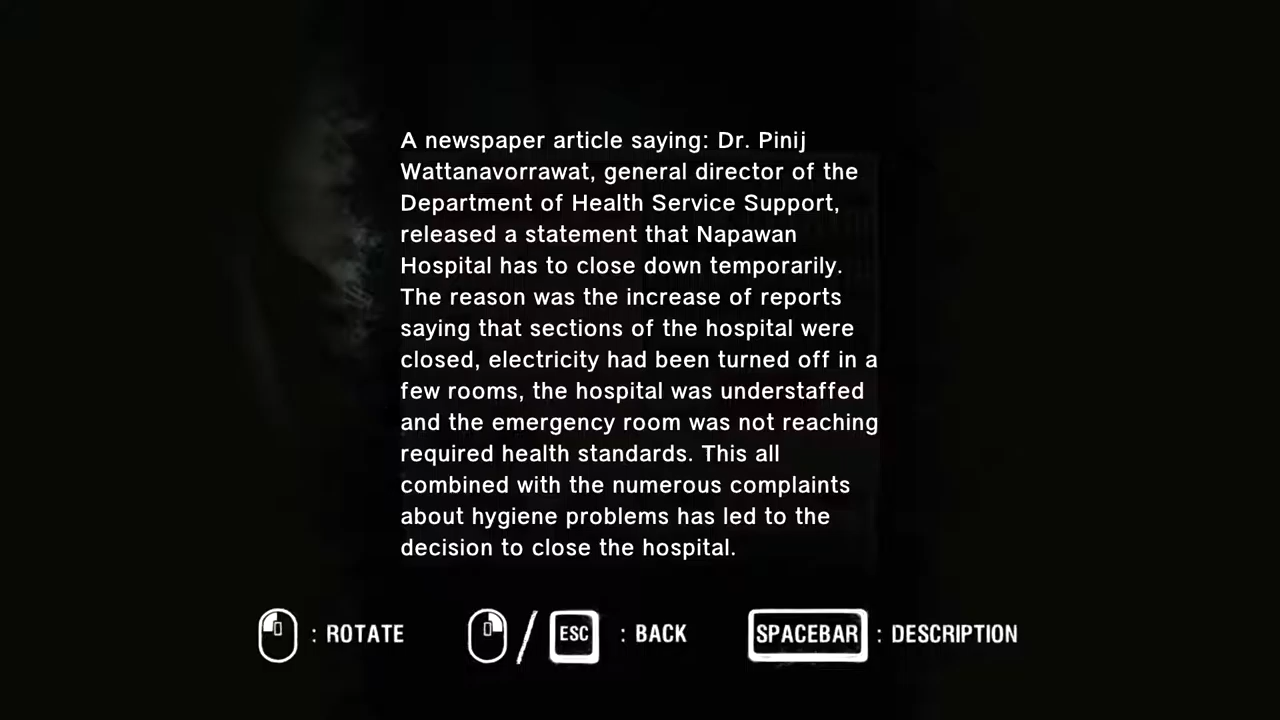 A newspaper article saying: Dr. Pinij
Wattanavorrawat, general director of the
Department of Health Service Support,
released a statement that Napawan
Hospital has to close down temporarily.
The reason was the increase of reports
saying that sections of the hospital were
closed, electricity had been turned off in a
few rooms, the hospital was understaffed
and the emergency room was not reaching
required health standards. This all
combined with the numerous complaints
about hygiene problems has led to the
decision to close the hospital.
: ROTATE / ESC : BACK SPACEBAR : DESCRIPTION